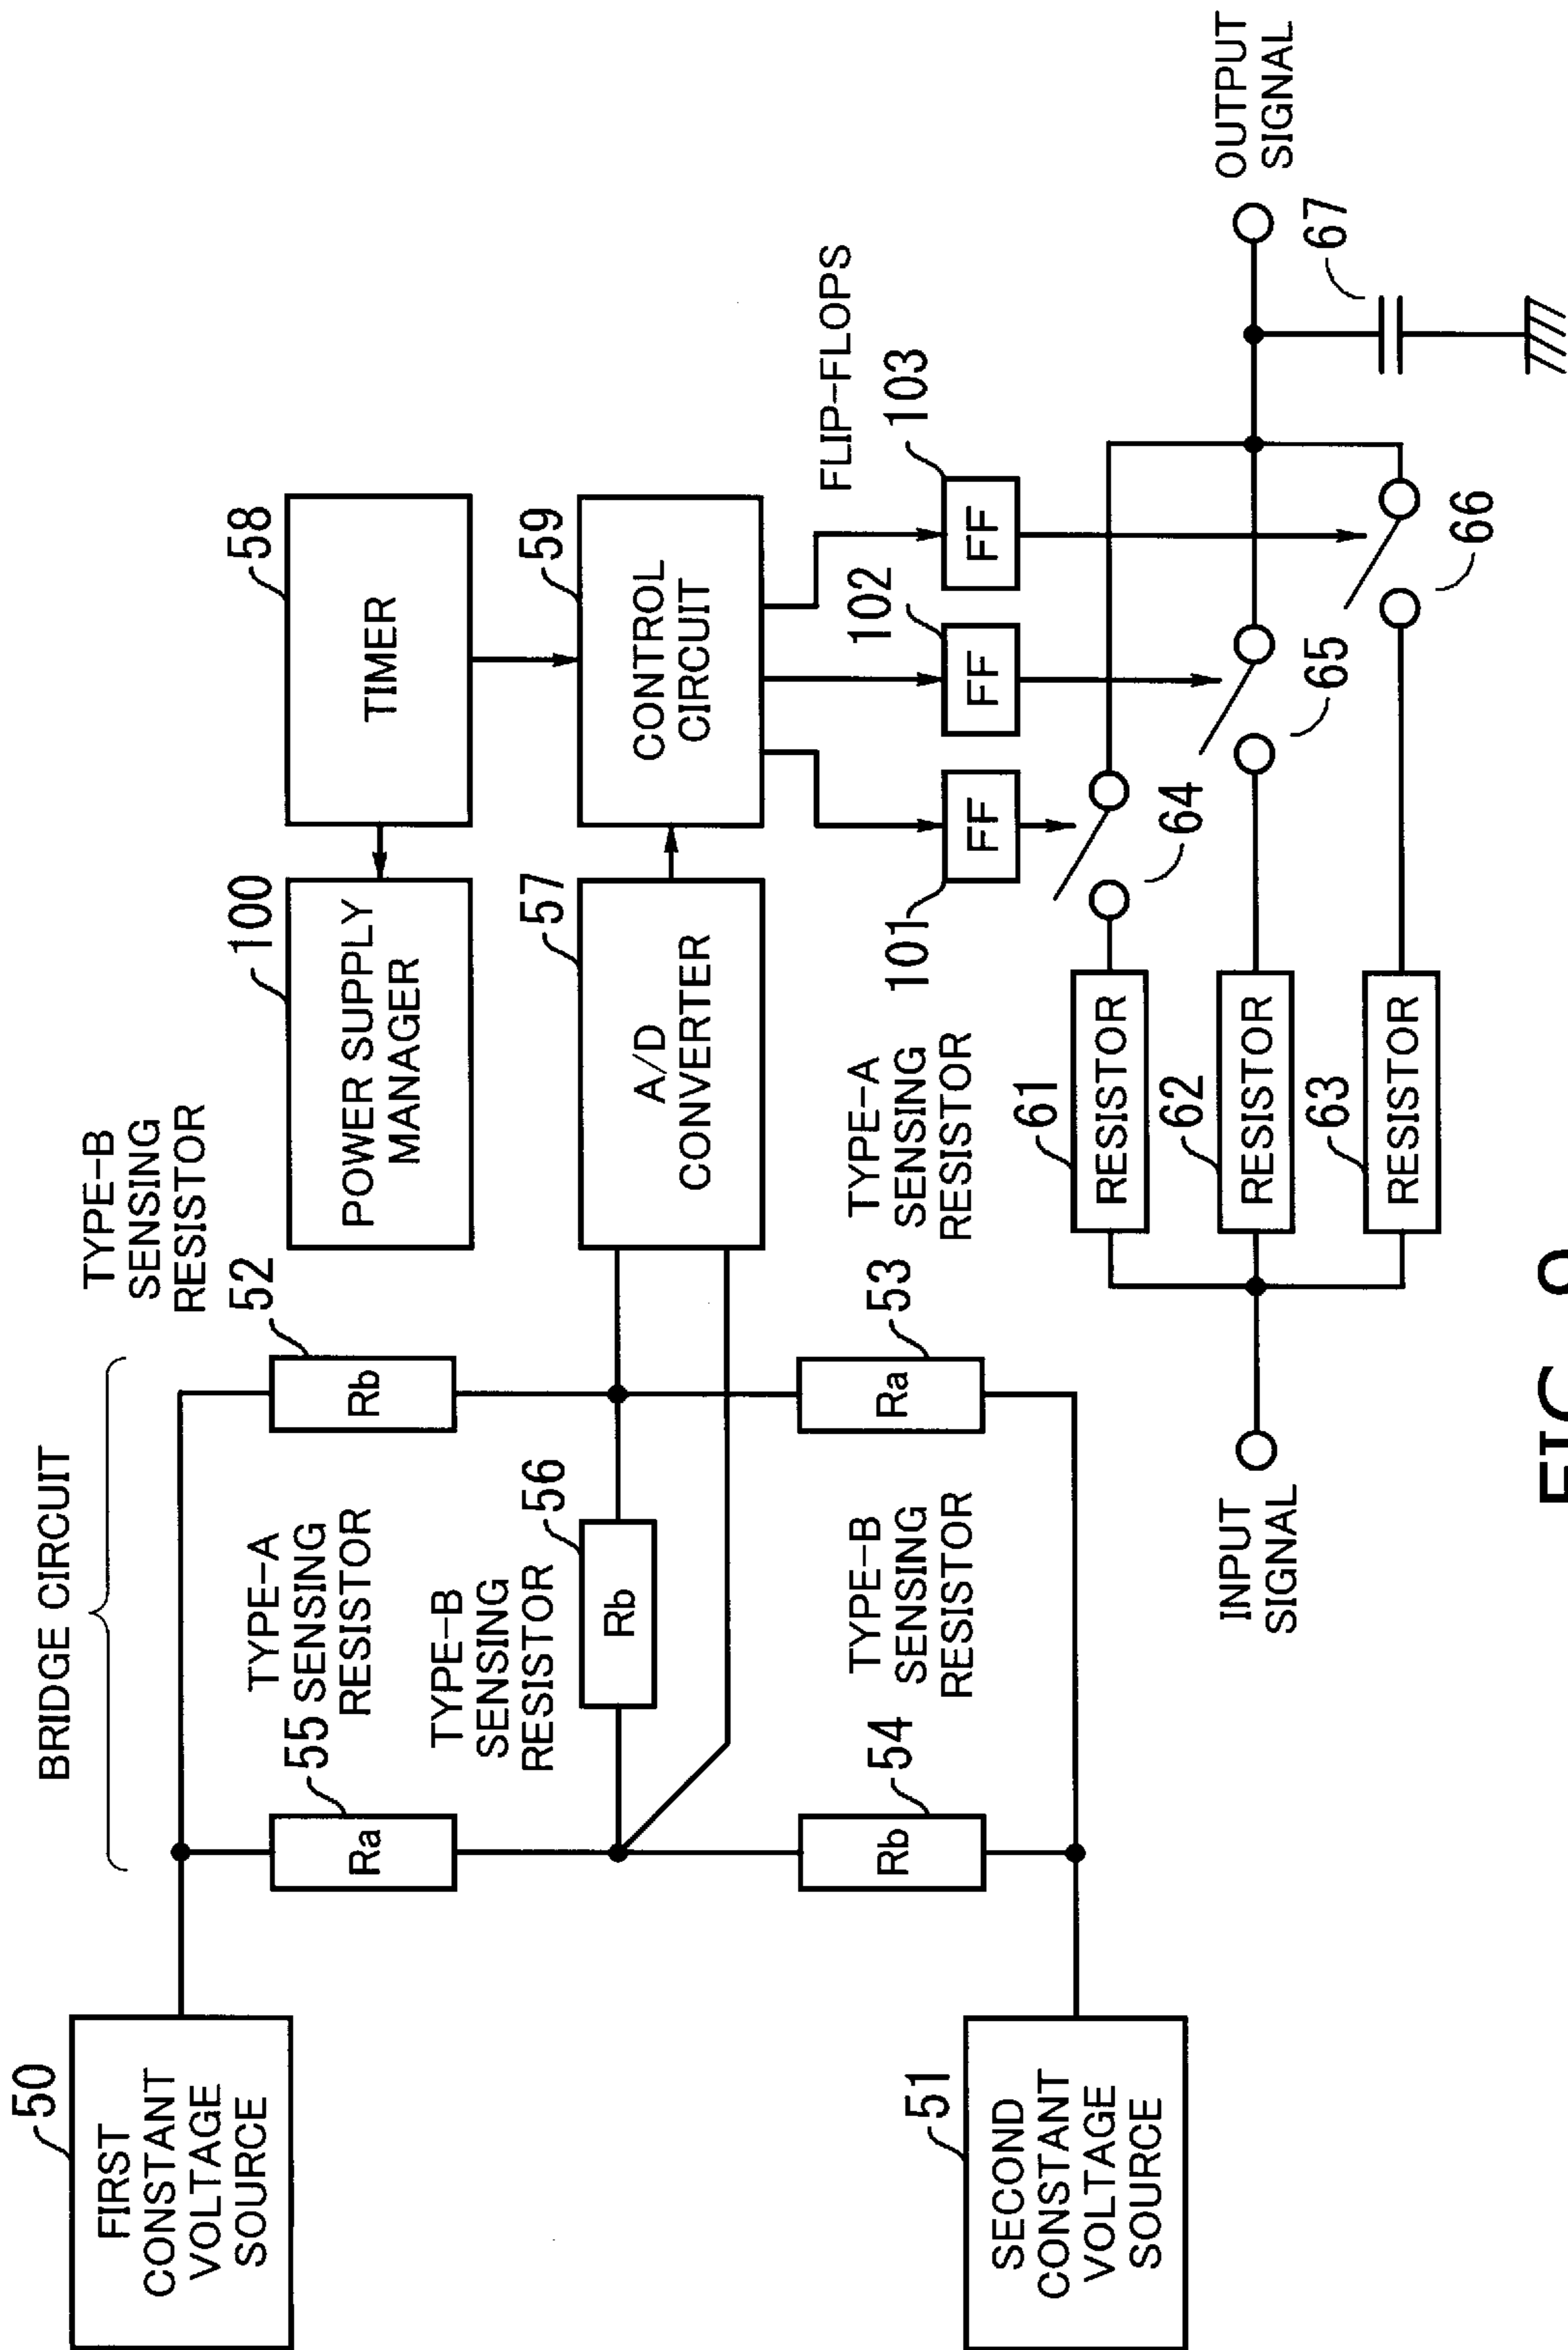 BRIDGE CIRCUIT
50
FIRST
CONSTANT
VOLTAGE
SOURCE
55
TYPE-A
SENSING
RESISTOR
Ra
52
TYPE-B
SENSING
RESISTOR
Rb
100
POWER SUPPLY
MANAGER
58
TIMER
TYPE-B
SENSING
RESISTOR
56
Rb
57
A/D
CONVERTER
59
CONTROL
CIRCUIT
51
SECOND
CONSTANT
VOLTAGE
SOURCE
54
TYPE-B
SENSING
RESISTOR
Rb
53
TYPE-A
SENSING
RESISTOR
Ra
FLIP-FLOPS
101
FF
102
FF
103
FF
INPUT
SIGNAL
61
RESISTOR
62
RESISTOR
63
RESISTOR
64
65
66
67
OUTPUT
SIGNAL
FIG.